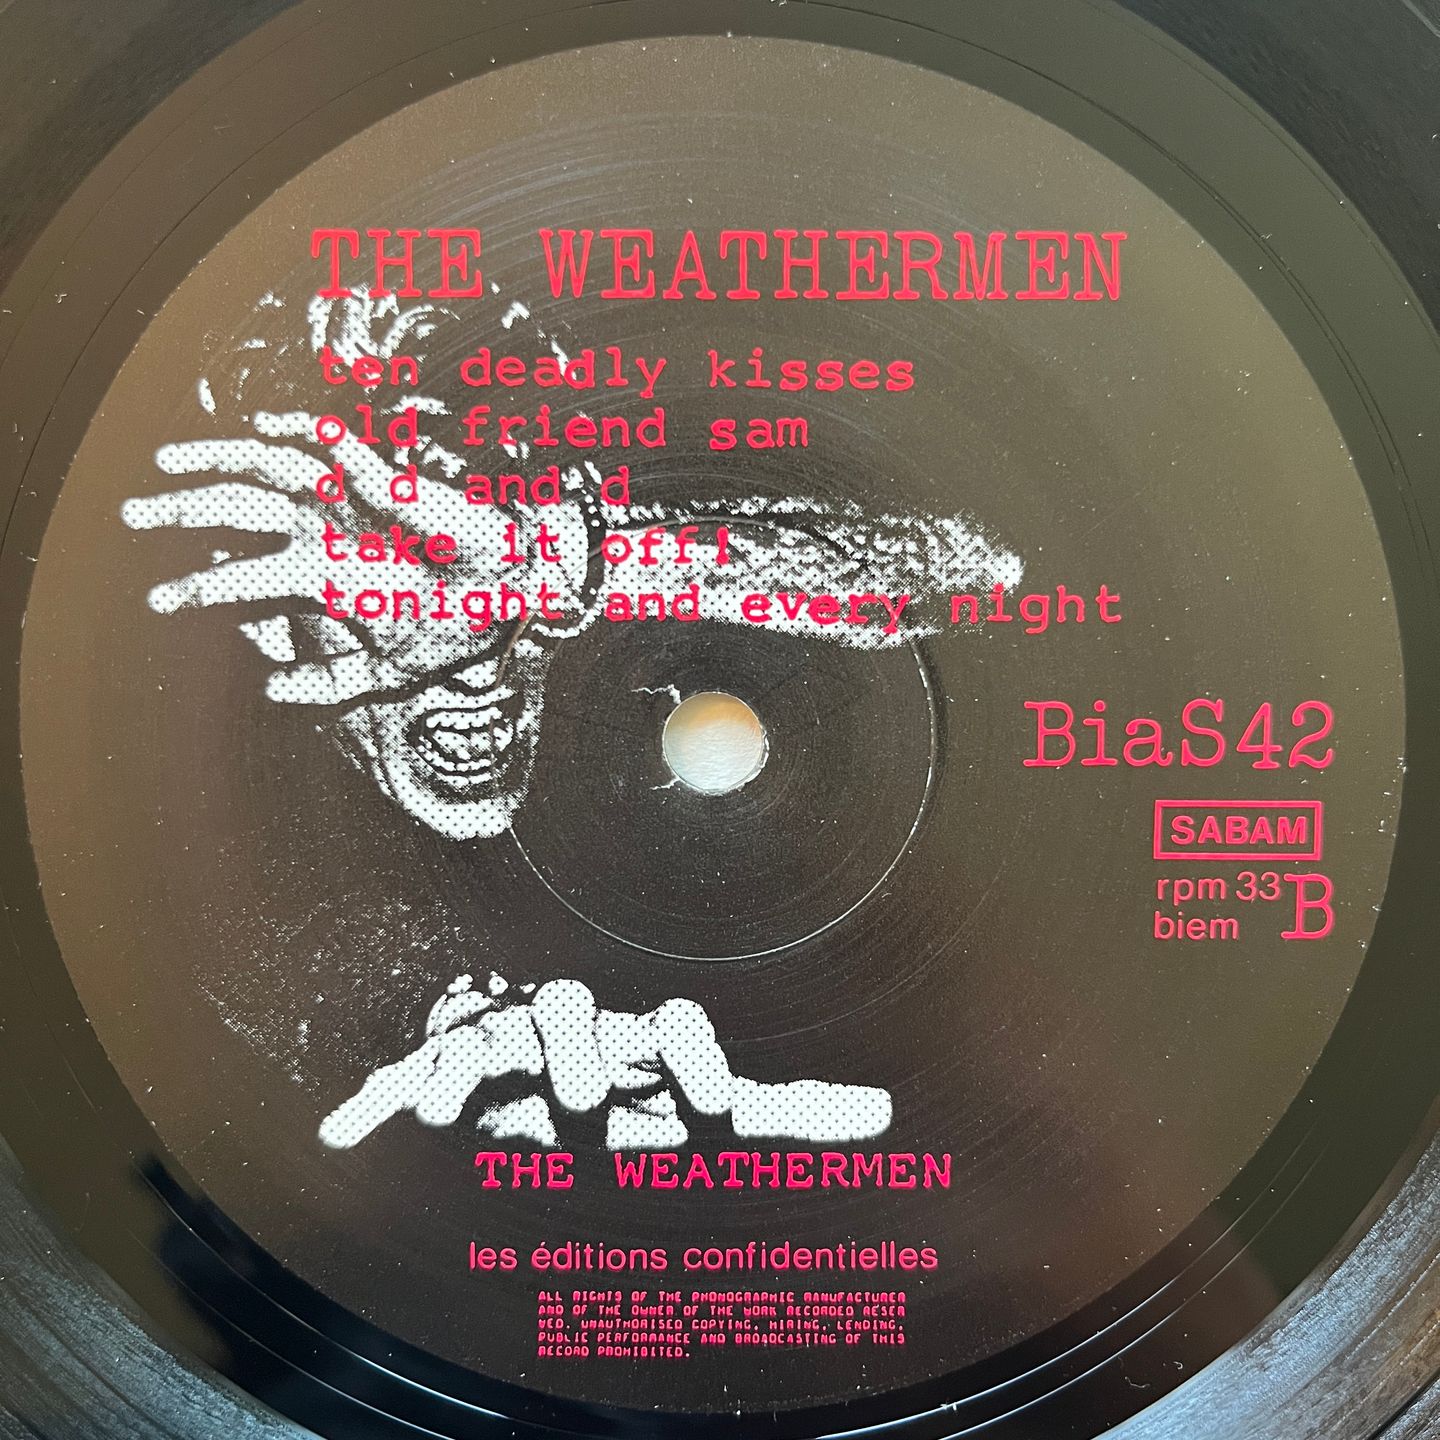 THE WEATHERMEN
ten deadly kisses
old friend sam
d d and d
take it off!
tonight and every night
BiaS42
SABAM
rpm 33 B
biem
THE WEATHERMEN
les éditions confidentielles
ALL RIGHTS OF THE PHONOGRAPHIC MANUFACTURER
AND OF THE OWNER OF THE WORK RECORDED RESER
VED. UNAUTHORISED COPYING, HIRING, LENDING,
PUBLIC PERFORMANCE AND BROADCASTING OF THIS
RECORD PROHIBITED.